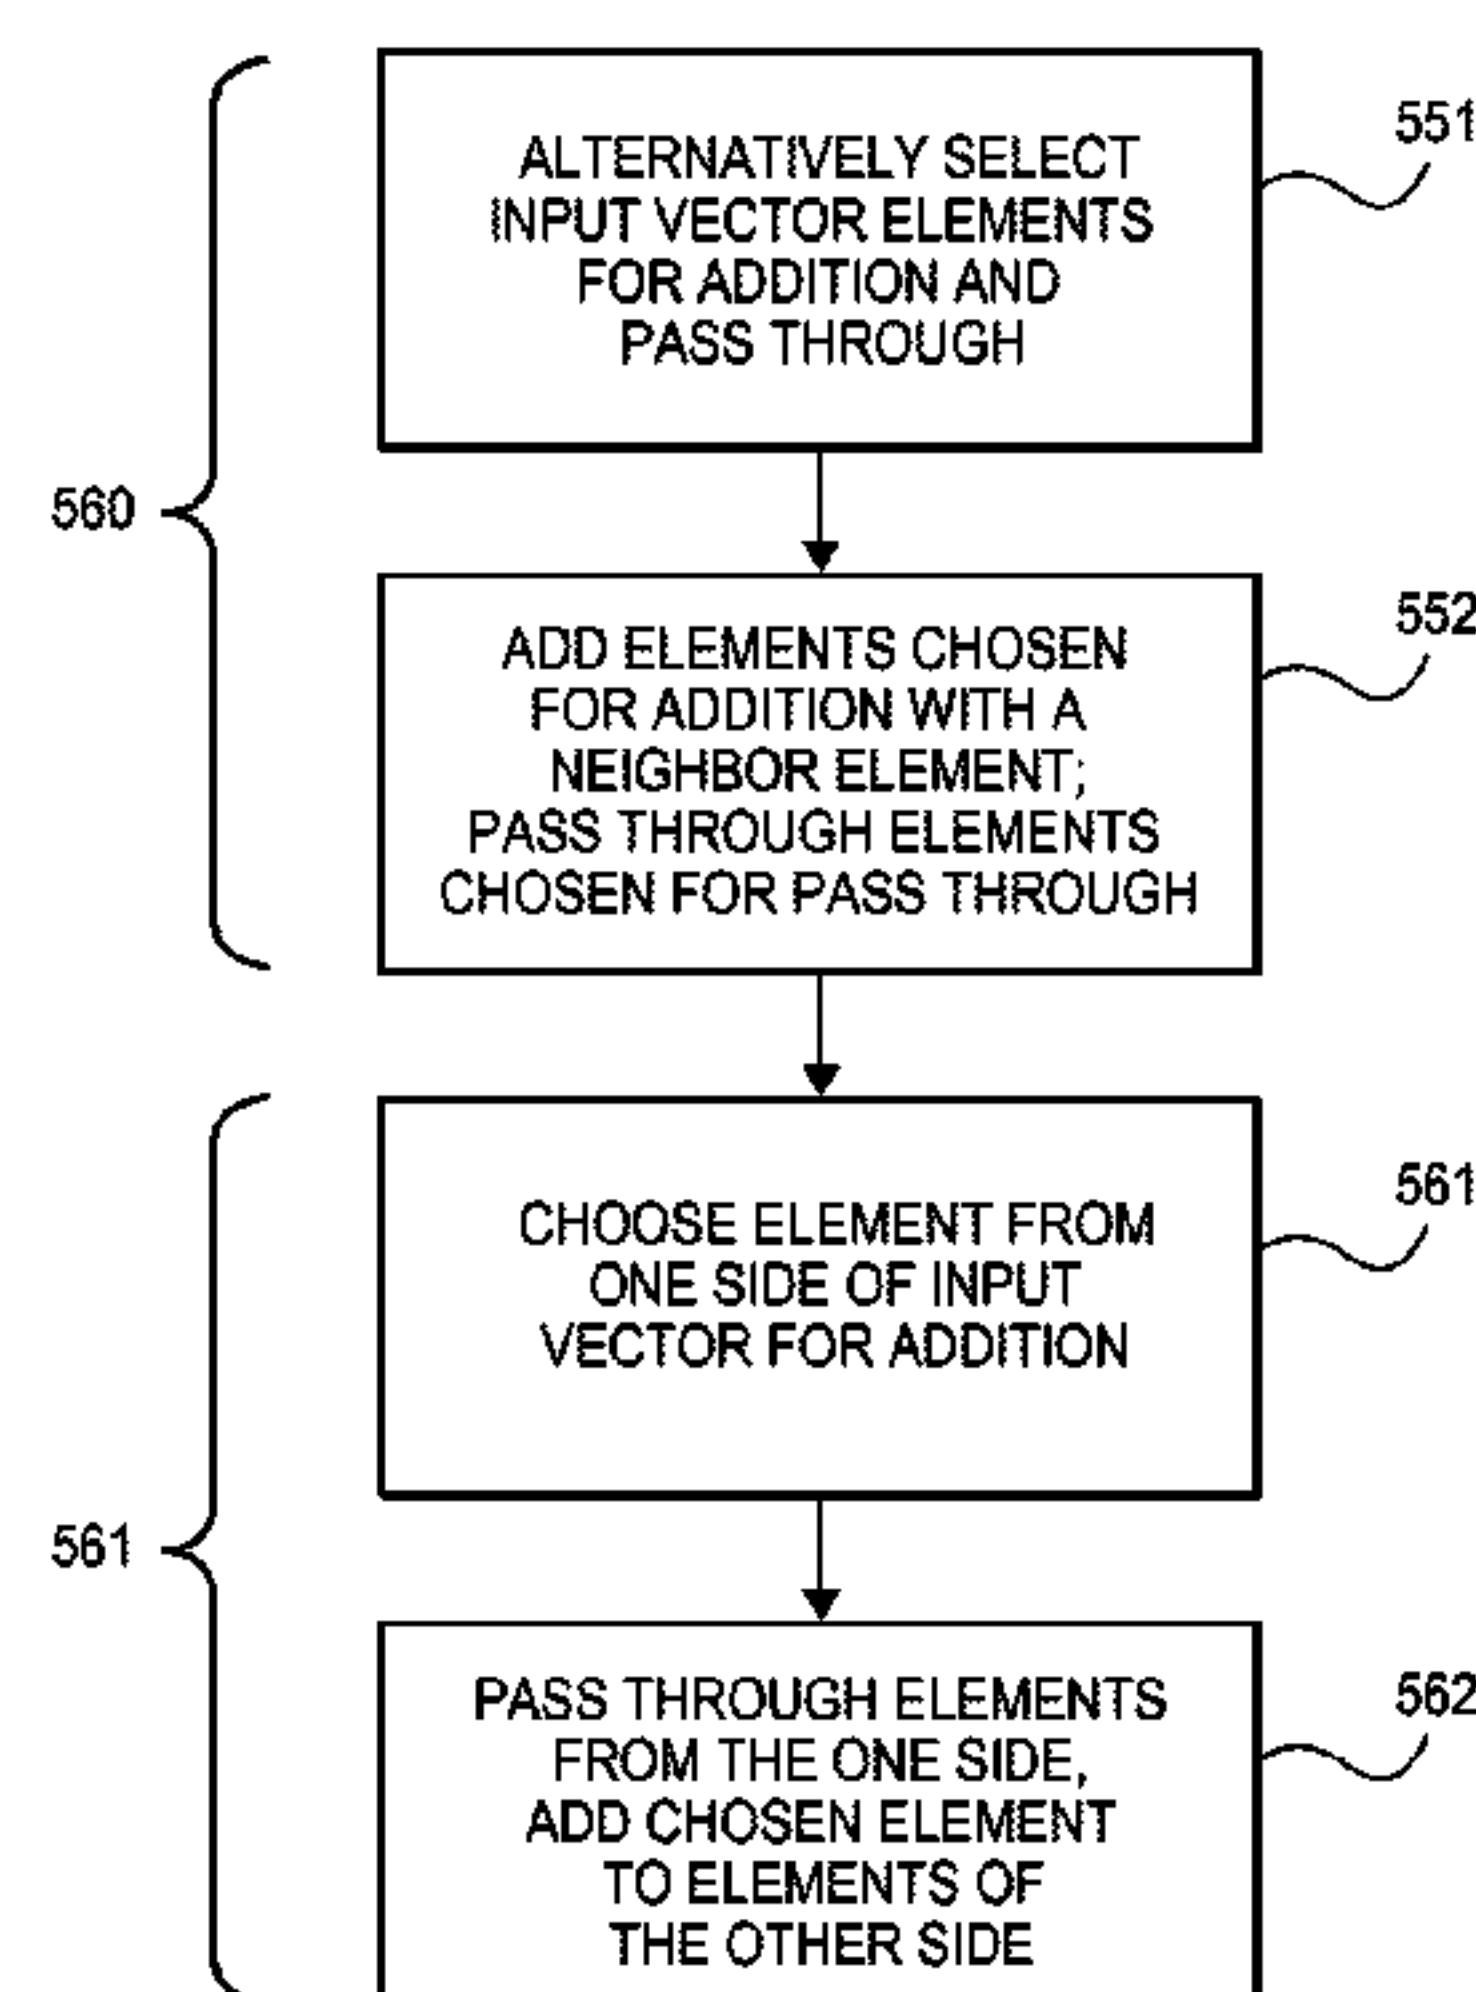 551
ALTERNATIVELY SELECT
INPUT VECTOR ELEMENTS
FOR ADDITION AND
PASS THROUGH
560
552
ADD ELEMENTS CHOSEN
FOR ADDITION WITH A
NEIGHBOR ELEMENT;
PASS THROUGH ELEMENTS
CHOSEN FOR PASS THROUGH
561
CHOOSE ELEMENT FROM
ONE SIDE OF INPUT
VECTOR FOR ADDITION
561
562
PASS THROUGH ELEMENTS
FROM THE ONE SIDE,
ADD CHOSEN ELEMENT
TO ELEMENTS OF
THE OTHER SIDE